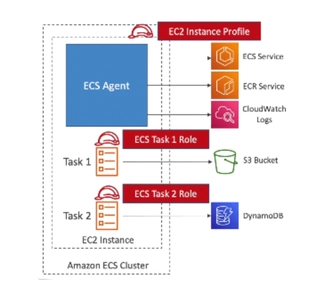 EC2 Instance Profile
ECS Agent
ECS Service
ECR Service
CloudWatch
Logs
ECS Task 1 Role
Task 1
S3 Bucket
ECS Task 2 Role
Task 2
DynamoDB
EC2 Instance
Amazon ECS Cluster